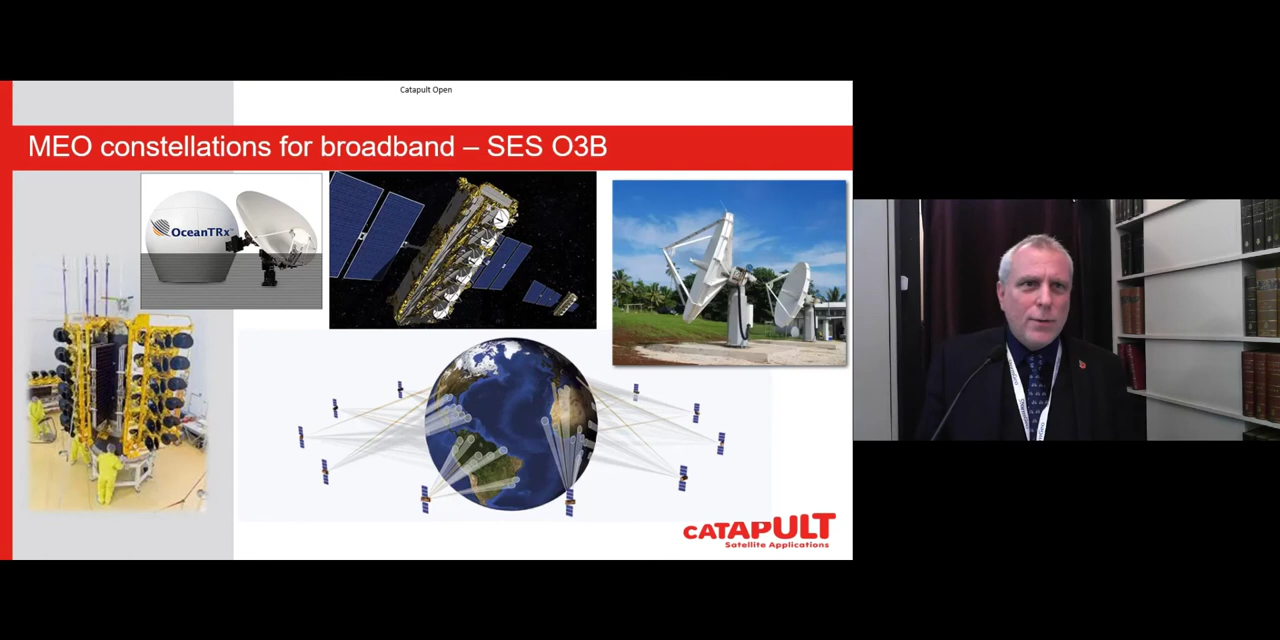 Catapult Open
MEO constellations for broadband – SES O3B
OceanTRx
CATAPULT
Satellite Applications